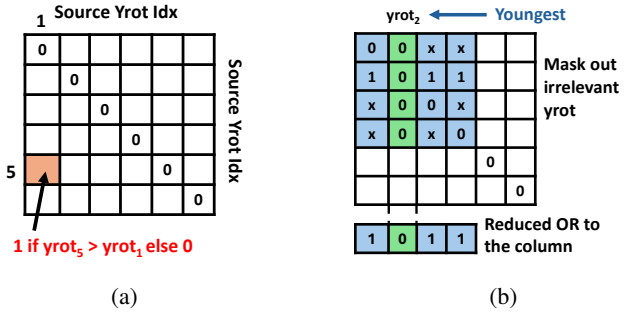 Source Yrot Idx
1
0
0
0
0
0
0
Source Yrot Idx
5
1 if yrot5 > yrot1 else 0
(a)
yrot2 Youngest
0 0 x x
1 0 1 1
x 0 0 x
x 0 x 0
0
0
Mask out
irrelevant
yrot
1 0 1 1
Reduced OR to
the column
(b)